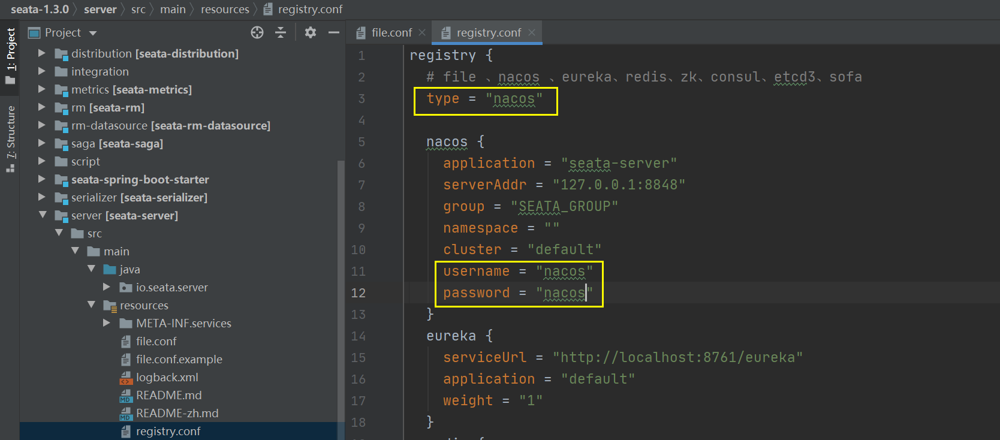 seata-1.3.0 server src main resources registry.conf
1: Project
7: Structure
Project
distribution [seata-distribution]
integration
metrics [seata-metrics]
rm [seata-rm]
rm-datasource [seata-rm-datasource]
saga [seata-saga]
script
seata-spring-boot-starter
serializer [seata-serializer]
server [seata-server]
src
main
java
io.seata.server
resources
META-INF.services
file.conf
file.conf.example
logback.xml
README.md
README-zh.md
registry.conf
file.conf registry.conf
1 registry {
2 # file 、nacos 、eureka、redis、zk、consul、etcd3、sofa
3 type = "nacos"
4
5 nacos {
6 application = "seata-server"
7 serverAddr = "127.0.0.1:8848"
8 group = "SEATA_GROUP"
9 namespace = ""
10 cluster = "default"
11 username = "nacos"
12 password = "nacos"
13 }
14 eureka {
15 serviceUrl = "http://localhost:8761/eureka"
16 application = "default"
17 weight = "1"
18 }